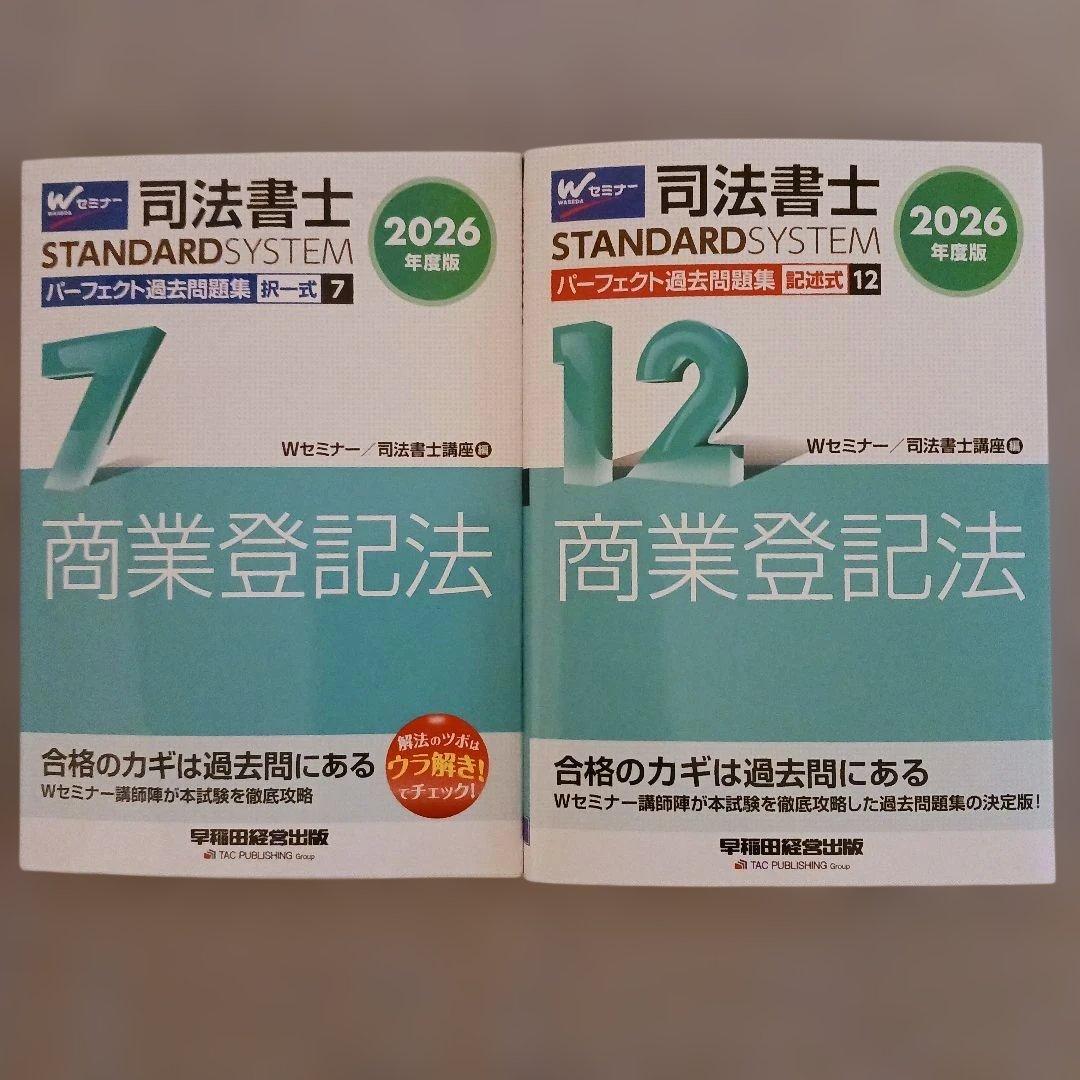 Wセミナー
WASEDA
司法書士
STANDARDSYSTEM
2026
年度版
パーフェクト過去問題集 択一式 7
7
Wセミナー/司法書士講座 編
商業登記法
合格のカギは過去問にある
Wセミナー講師陣が本試験を徹底攻略
解法のツボは
ウラ解き!
でチェック!
早稲田経営出版
TAC PUBLISHING Group
Wセミナー
WASEDA
司法書士
STANDARDSYSTEM
2026
年度版
パーフェクト過去問題集 記述式 12
12
Wセミナー/司法書士講座 編
商業登記法
合格のカギは過去問にある
Wセミナー講師陣が本試験を徹底攻略した過去問題集の決定版!
早稲田経営出版
TAC PUBLISHING Group